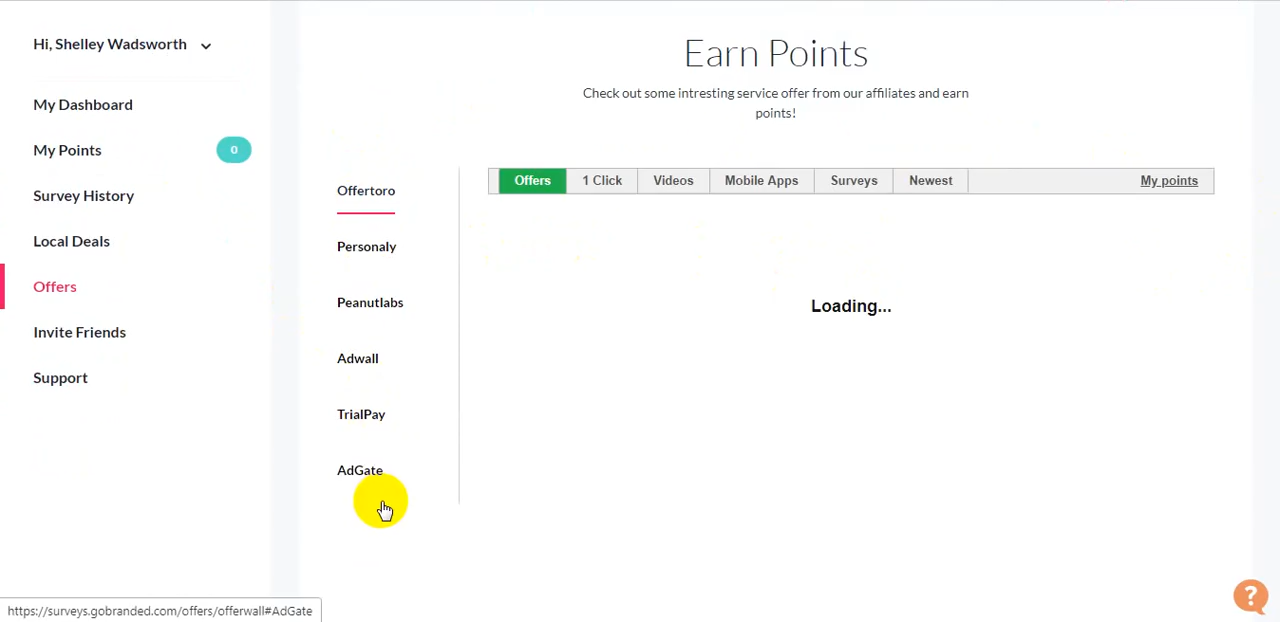 Hi, Shelley Wadsworth
My Dashboard
My Points 0
Survey History
Local Deals
Offers
Invite Friends
Support
Earn Points
Check out some intresting service offer from our affiliates and earn
points!
Offertoro
Personaly
Peanutlabs
Adwall
TrialPay
AdGate
Offers 1 Click Videos Mobile Apps Surveys Newest My points
Loading...
https://surveys.gobranded.com/offers/offerwall#AdGate
?